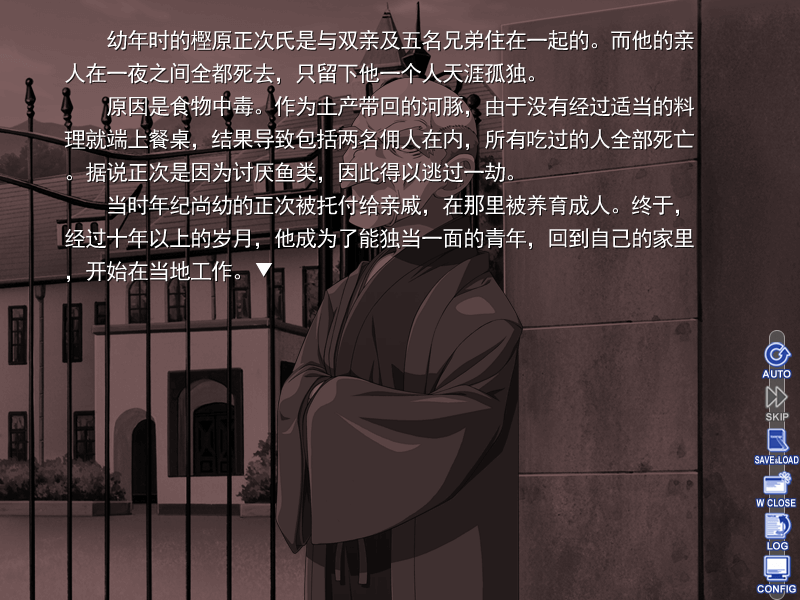 幼年时的樫原正次氏是与双亲及五名兄弟住在一起的。而他的亲
人在一夜之间全都死去，只留下他一个人天涯孤独。
原因是食物中毒。作为土产带回的河豚，由于没有经过适当的料
理就端上餐桌，结果导致包括两名佣人在内，所有吃过的人全部死亡
。据说正次是因为讨厌鱼类，因此得以逃过一劫。
当时年纪尚幼的正次被托付给亲戚，在那里被养育成人。终于，
经过十年以上的岁月，他成为了能独当一面的青年，回到自己的家里
，开始在当地工作。
AUTO
SKIP
SAVE&LOAD
W CLOSE
LOG
CONFIG